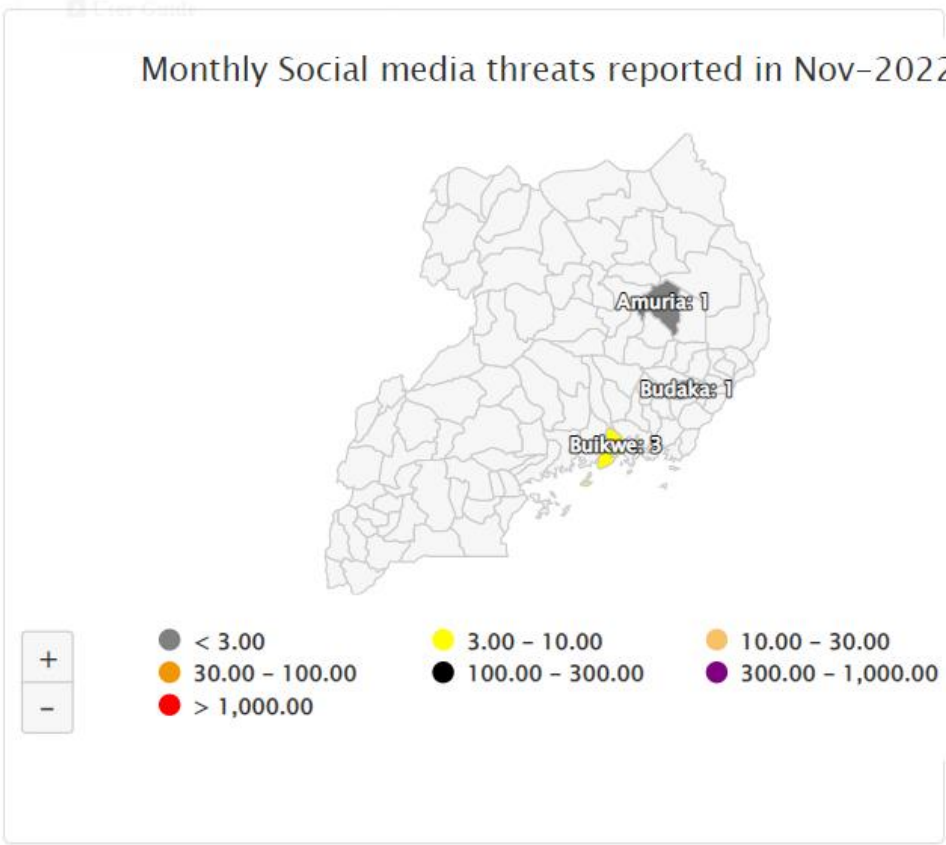 User Guide
Monthly Social media threats reported in Nov-2022
Amuria: 1
Budaka: 1
Buikwe: 3
+
−
< 3.00
3.00 – 10.00
10.00 – 30.00
30.00 – 100.00
100.00 – 300.00
300.00 – 1,000.00
> 1,000.00